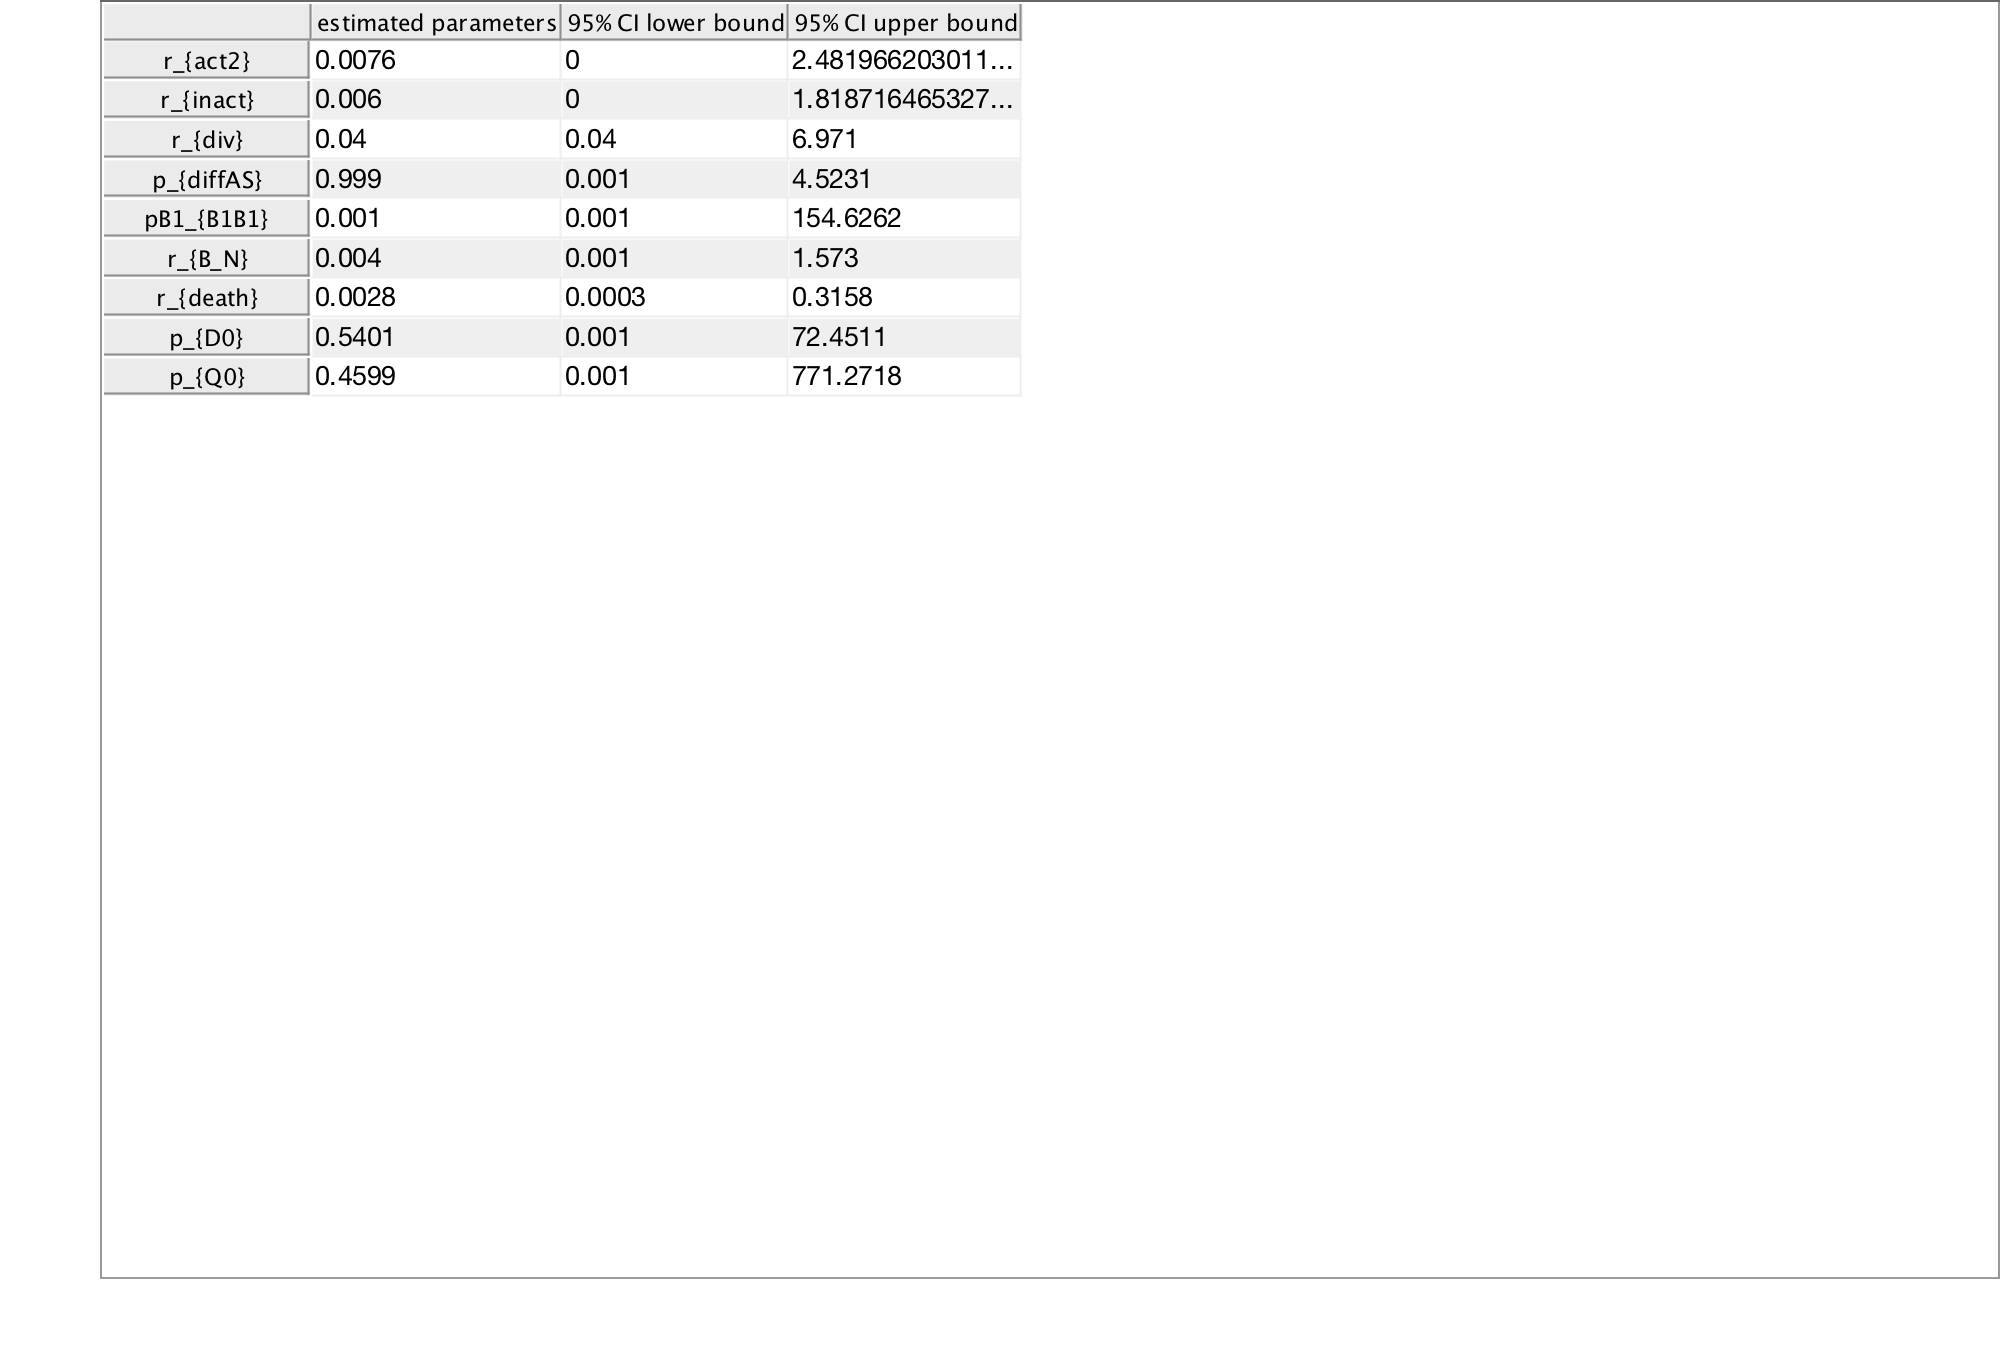 estimated parameters 95% CI lower bound 95% CI upper bound
r_{act2} 0.0076 0 2.481966203011...
r_{inact} 0.006 0 1.818716465327...
r_{div} 0.04 0.04 6.971
p_{diffAS} 0.999 0.001 4.5231
pB1_{B1B1} 0.001 0.001 154.6262
r_{B_N} 0.004 0.001 1.573
r_{death} 0.0028 0.0003 0.3158
p_{D0} 0.5401 0.001 72.4511
p_{Q0} 0.4599 0.001 771.2718